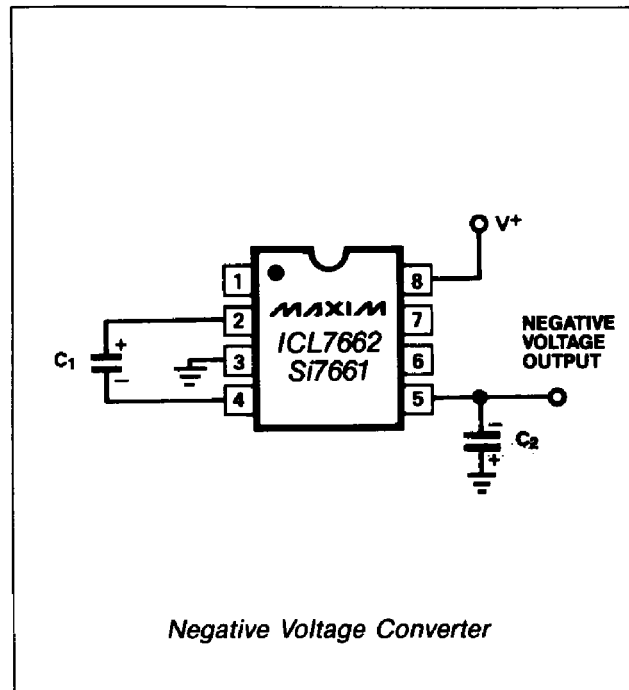 V+
1
8
MAXIM
2
7
NEGATIVE
VOLTAGE
OUTPUT
C1
+
−
ICL7662
3
6
Si7661
4
5
−
+
C2
Negative Voltage Converter